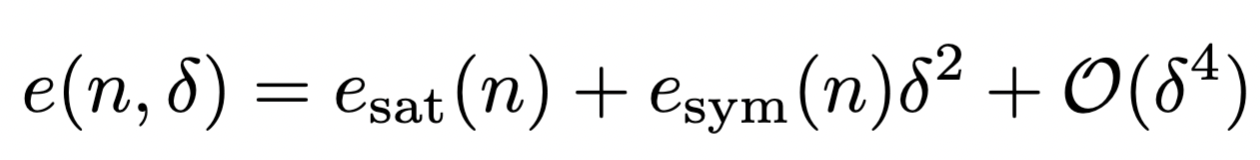 e(n, δ) = e_sat(n) + e_sym(n)δ² + 𝒪(δ⁴)